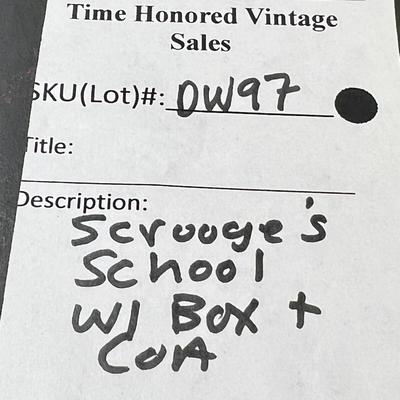 Time Honored Vintage
Sales
SKU(Lot)#: DW97
Title:
Description:
Scrooge's
School
W/ Box +
CoA